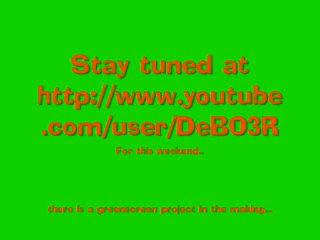 Stay tuned at
http://www.youtube
.com/user/DeBO3R
For this weekend..
there is a greenscreen project in the making...